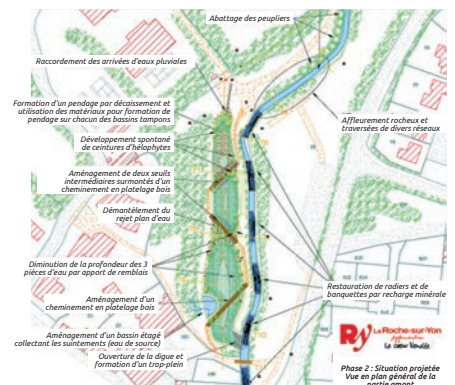 Abattage des peupliers
Raccordement des arrivées d'eaux pluviales
Formation d'un pendage par décaissement et
utilisation des matériaux pour formation de
pendage sur chacun des bassins tampons
Affleurement rocheux et
traversées de divers réseaux
Développement spontané
de ceintures d'hélophytes
Aménagement de deux seuils
intermédiaires surmontés d'un
cheminement en platelage bois
Démantèlement du
rejet plan d'eau
Diminution de la profondeur des 3
pièces d'eau par apport de remblais
Restauration de radiers et de
banquettes par recharge minérale
Aménagement d'un
cheminement en platelage bois
Aménagement d'un bassin étagé
collectant les suintements (eau de source)
Ouverture de la digue et
formation d'un trop-plein
La Roche-sur-Yon
Agglomération
Le cœur Vendée
Phase 2 : Situation projetée
Vue en plan général de la
partie amont